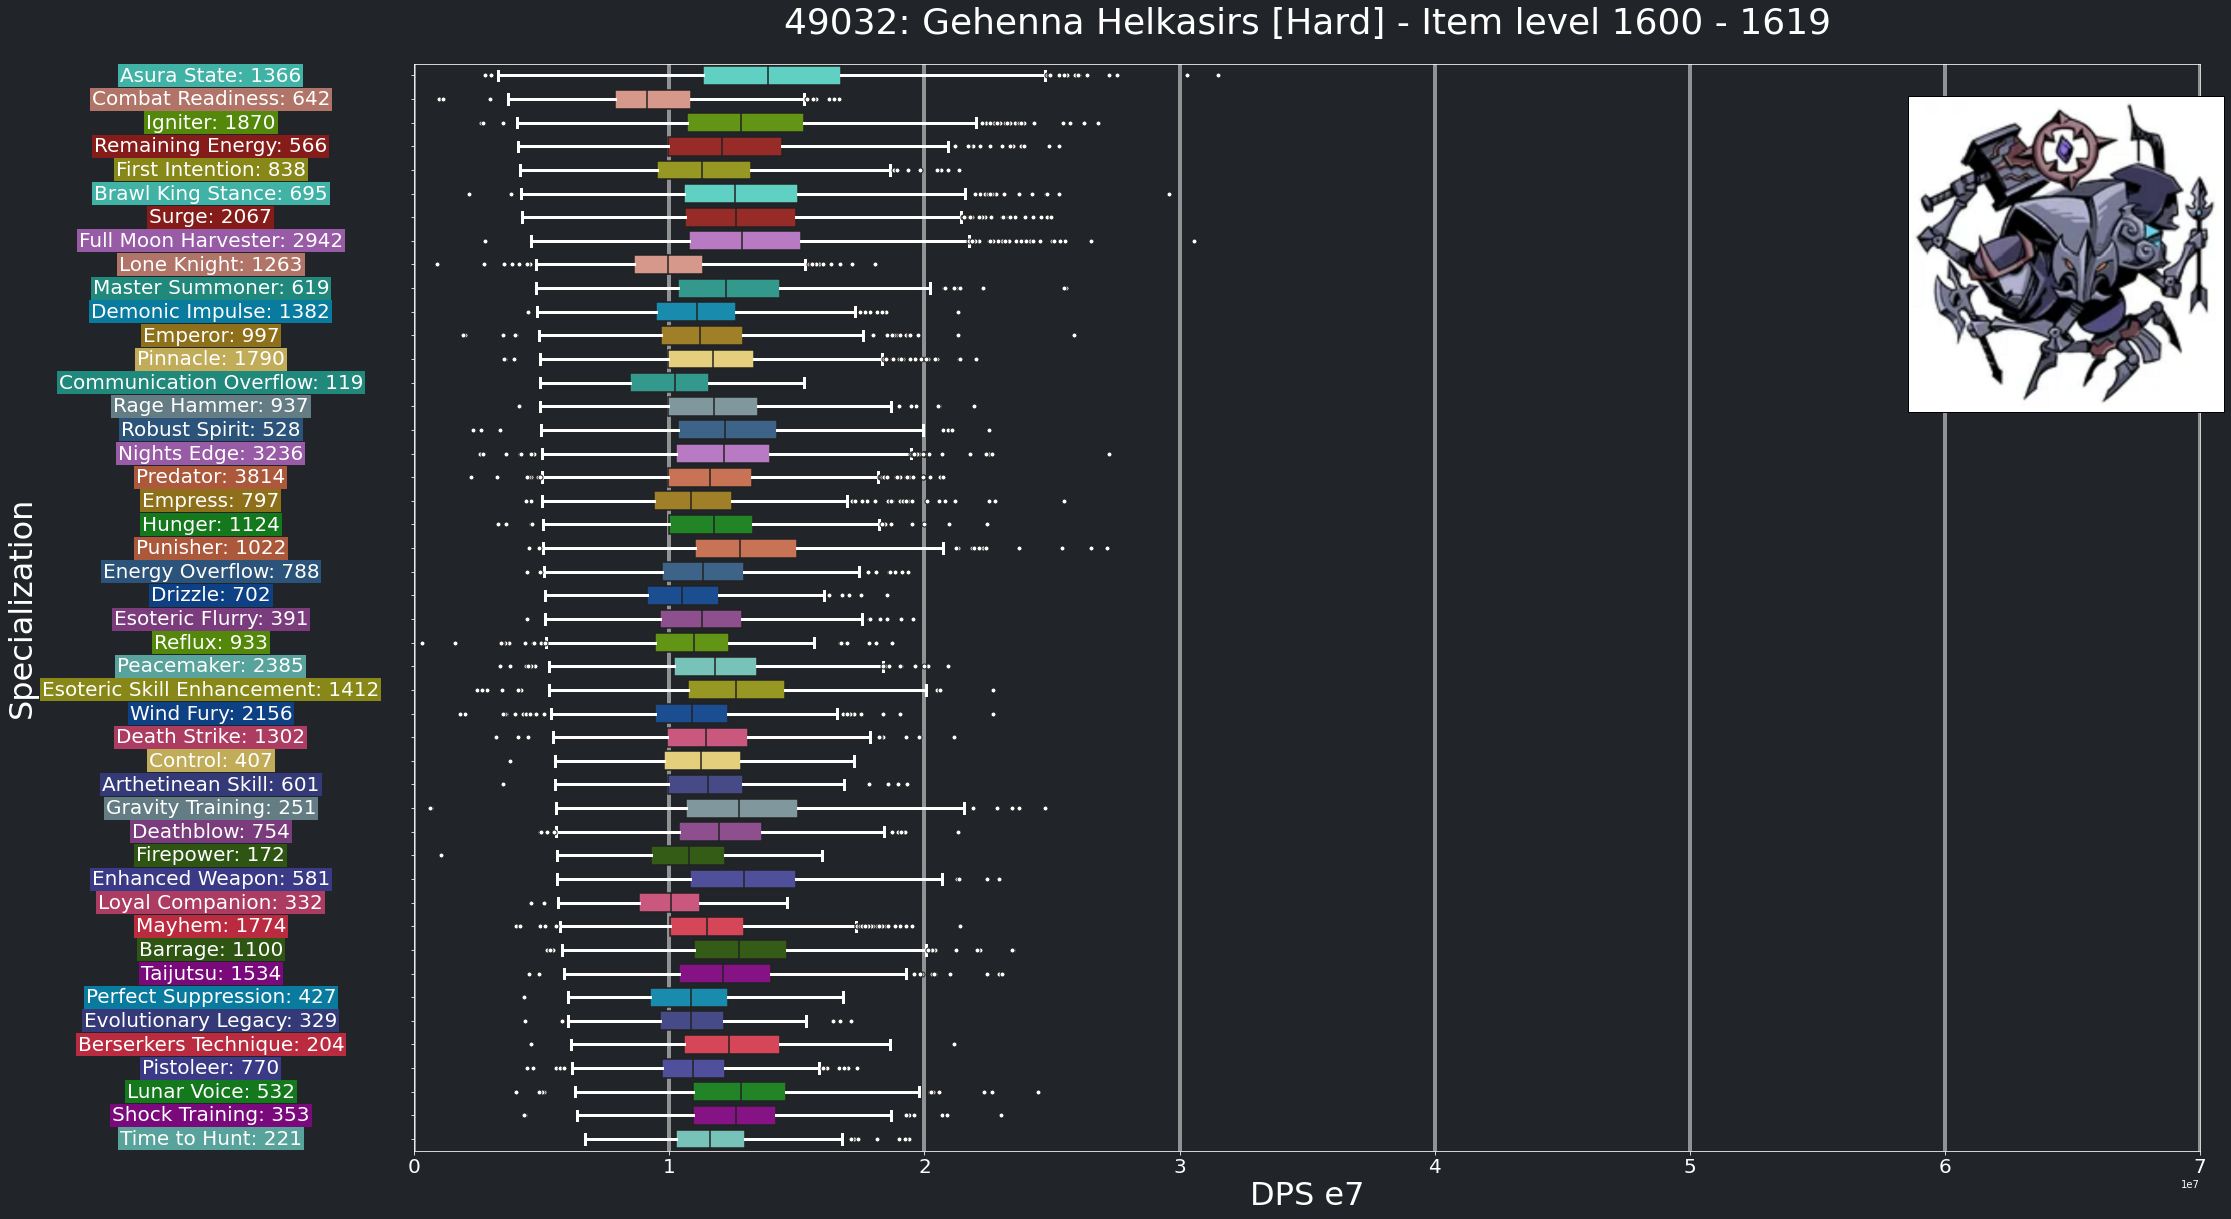 49032: Gehenna Helkasirs [Hard] - Item level 1600 - 1619
Asura State: 1366
Combat Readiness: 642
Igniter: 1870
Remaining Energy: 566
First Intention: 838
Brawl King Stance: 695
Surge: 2067
Full Moon Harvester: 2942
Lone Knight: 1263
Master Summoner: 619
Demonic Impulse: 1382
Emperor: 997
Pinnacle: 1790
Communication Overflow: 119
Rage Hammer: 937
Robust Spirit: 528
Nights Edge: 3236
Predator: 3814
Empress: 797
Hunger: 1124
Punisher: 1022
Energy Overflow: 788
Drizzle: 702
Esoteric Flurry: 391
Reflux: 933
Peacemaker: 2385
Esoteric Skill Enhancement: 1412
Wind Fury: 2156
Death Strike: 1302
Control: 407
Arthetinean Skill: 601
Gravity Training: 251
Deathblow: 754
Firepower: 172
Enhanced Weapon: 581
Loyal Companion: 332
Mayhem: 1774
Barrage: 1100
Taijutsu: 1534
Perfect Suppression: 427
Evolutionary Legacy: 329
Berserkers Technique: 204
Pistoleer: 770
Lunar Voice: 532
Shock Training: 353
Time to Hunt: 221
Specialization
0 1 2 3 4 5 6 7
1e7
DPS e7